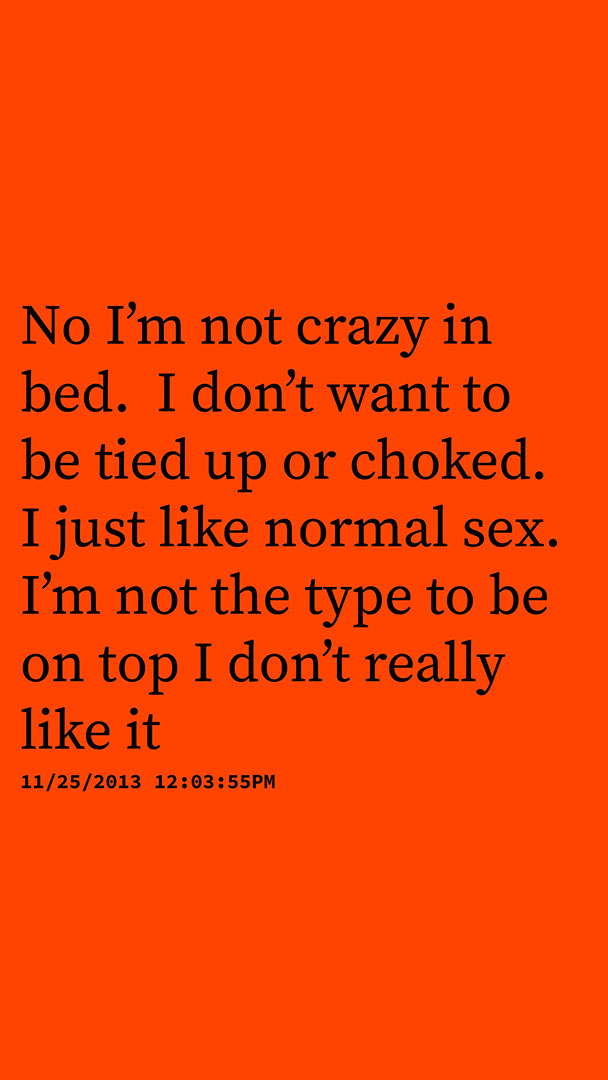 No I’m not crazy in
bed.  I don’t want to
be tied up or choked.
I just like normal sex.
I’m not the type to be
on top I don’t really
like it
11/25/2013 12:03:55PM